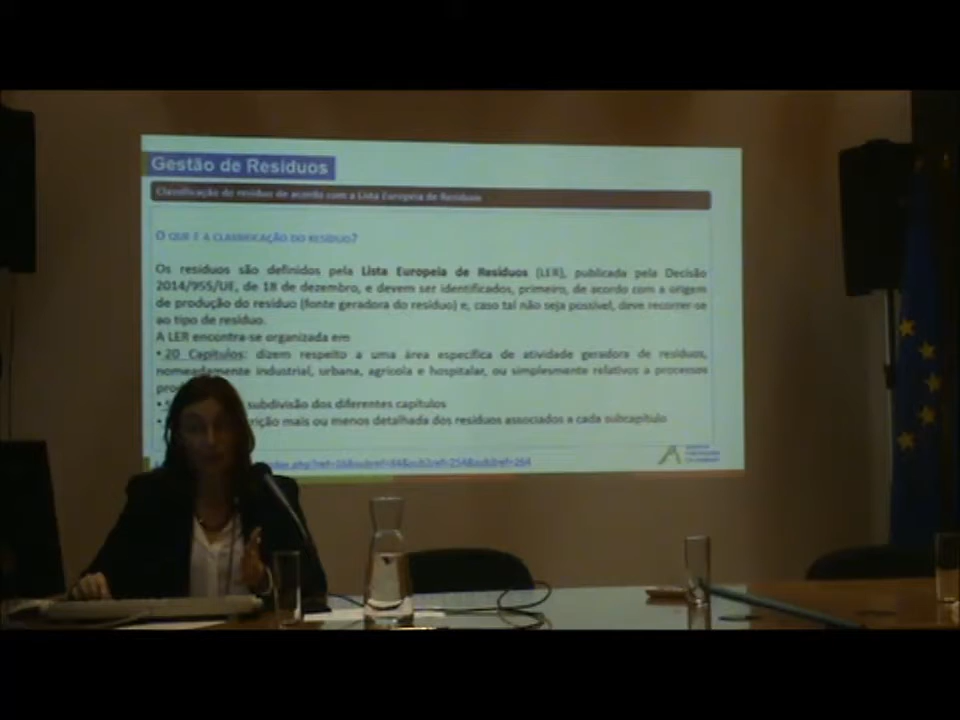 Gestão de Resíduos
Classificação do resíduo de acordo com a Lista Europeia de Resíduos
O QUE É A CLASSIFICAÇÃO DO RESÍDUO?
Os resíduos são definidos pela Lista Europeia de Resíduos (LER), publicada pela Decisão
2014/955/UE, de 18 de dezembro, e devem ser identificados, primeiro, de acordo com a origem
de produção do resíduo (fonte geradora do resíduo) e, caso tal não seja possível, deve recorrer-se
ao tipo de resíduo.
A LER encontra-se organizada em
• 20 Capítulos: dizem respeito a uma área específica de atividade geradora de resíduos,
nomeadamente industrial, urbana, agrícola e hospitalar, ou simplesmente relativos a processos
subdivisão dos diferentes capítulos
mais ou menos detalhada dos resíduos associados a cada subcapítulo